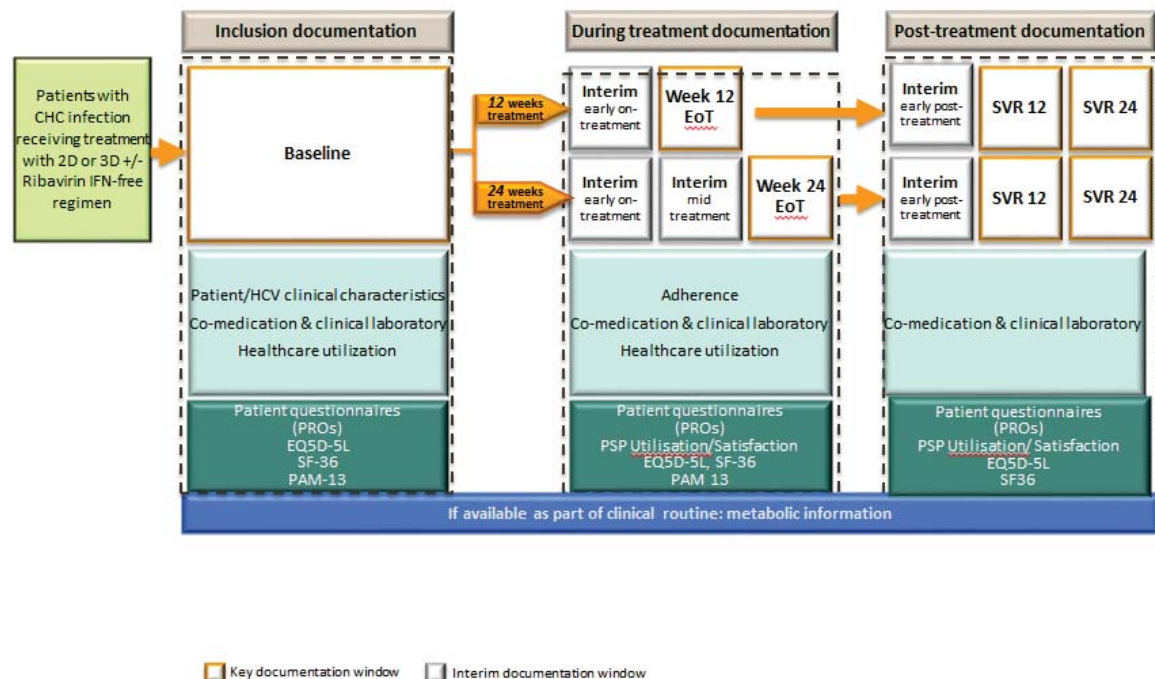 Inclusion documentation
During treatment documentation
Post-treatment documentation
Patients with
CHC infection
receiving treatment
with 2D or 3D +/-
Ribavirin IFN-free
regimen
Baseline
12 weeks
treatment
24 weeks
treatment
Interim
early on-
treatment
Week 12
EoT
Interim
early post-
treatment
SVR 12
SVR 24
Interim
early on-
treatment
Interim
mid
treatment
Week 24
EoT
Interim
early post-
treatment
SVR 12
SVR 24
Patient/HCV clinical characteristics
Co-medication & clinical laboratory
Healthcare utilization
Adherence
Co-medication & clinical laboratory
Healthcare utilization
Co-medication & clinical laboratory
Patient questionnaires
(PROs)
EQ5D-5L
SF-36
PAM-13
Patient questionnaires
(PROs)
PSP Utilisation/Satisfaction
EQ5D-5L, SF-36
PAM 13
Patient questionnaires
(PROs)
PSP Utilisation/ Satisfaction
EQ5D-5L
SF36
If available as part of clinical routine: metabolic information
Key documentation window
Interim documentation window